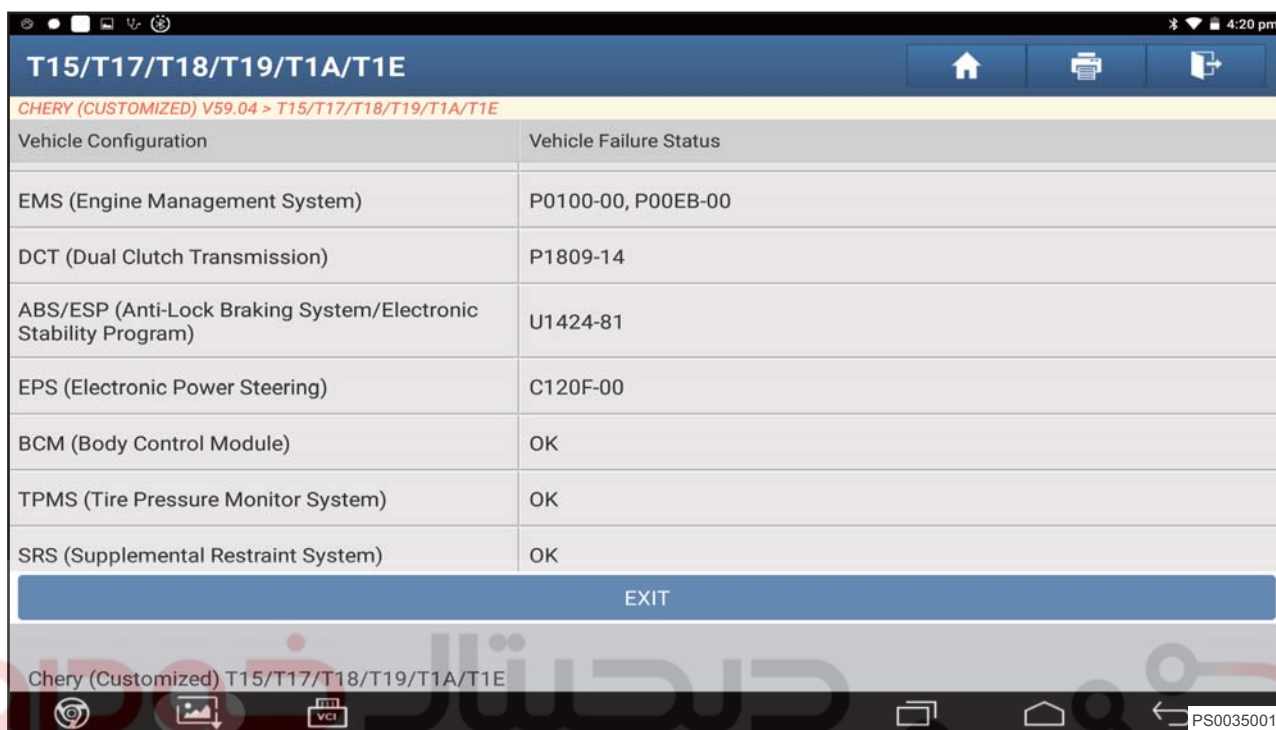 4:20 pm
T15/T17/T18/T19/T1A/T1E
CHERY (CUSTOMIZED) V59.04 > T15/T17/T18/T19/T1A/T1E
Vehicle Configuration
Vehicle Failure Status
EMS (Engine Management System)
P0100-00, P00EB-00
DCT (Dual Clutch Transmission)
P1809-14
ABS/ESP (Anti-Lock Braking System/Electronic
Stability Program)
U1424-81
EPS (Electronic Power Steering)
C120F-00
BCM (Body Control Module)
OK
TPMS (Tire Pressure Monitor System)
OK
SRS (Supplemental Restraint System)
OK
EXIT
Chery (Customized) T15/T17/T18/T19/T1A/T1E
VCI
PS0035001